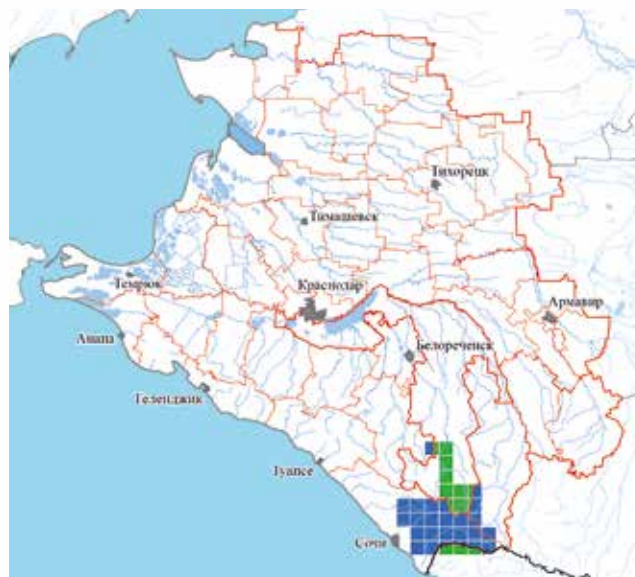 Тихорецк
Тимашевск
Темрюк
Краснодар
Армавир
Анапа
Белореченск
Геленджик
Туапсе
Сочи